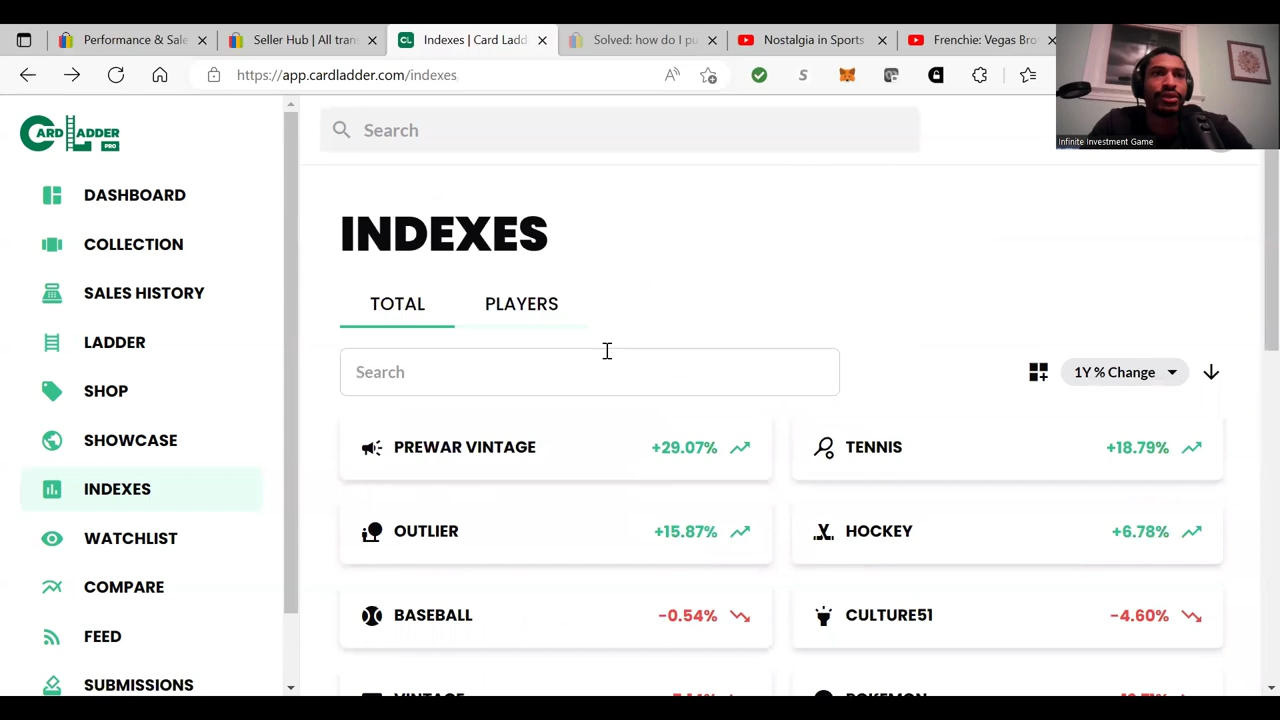 Performance & Sale
Seller Hub | All tran
Indexes | Card Ladd
Solved: how do I pu
Nostalgia in Sports
Frenchie: Vegas Bro
https://app.cardladder.com/indexes
Infinite Investment Game
CARD LADDER
PRO
Search
DASHBOARD
COLLECTION
SALES HISTORY
LADDER
SHOP
SHOWCASE
INDEXES
WATCHLIST
COMPARE
FEED
SUBMISSIONS
INDEXES
TOTAL
PLAYERS
Search
1Y % Change
PREWAR VINTAGE +29.07%
TENNIS +18.79%
OUTLIER +15.87%
HOCKEY +6.78%
BASEBALL -0.54%
CULTURE51 -4.60%
VINTAGE
POKEMON